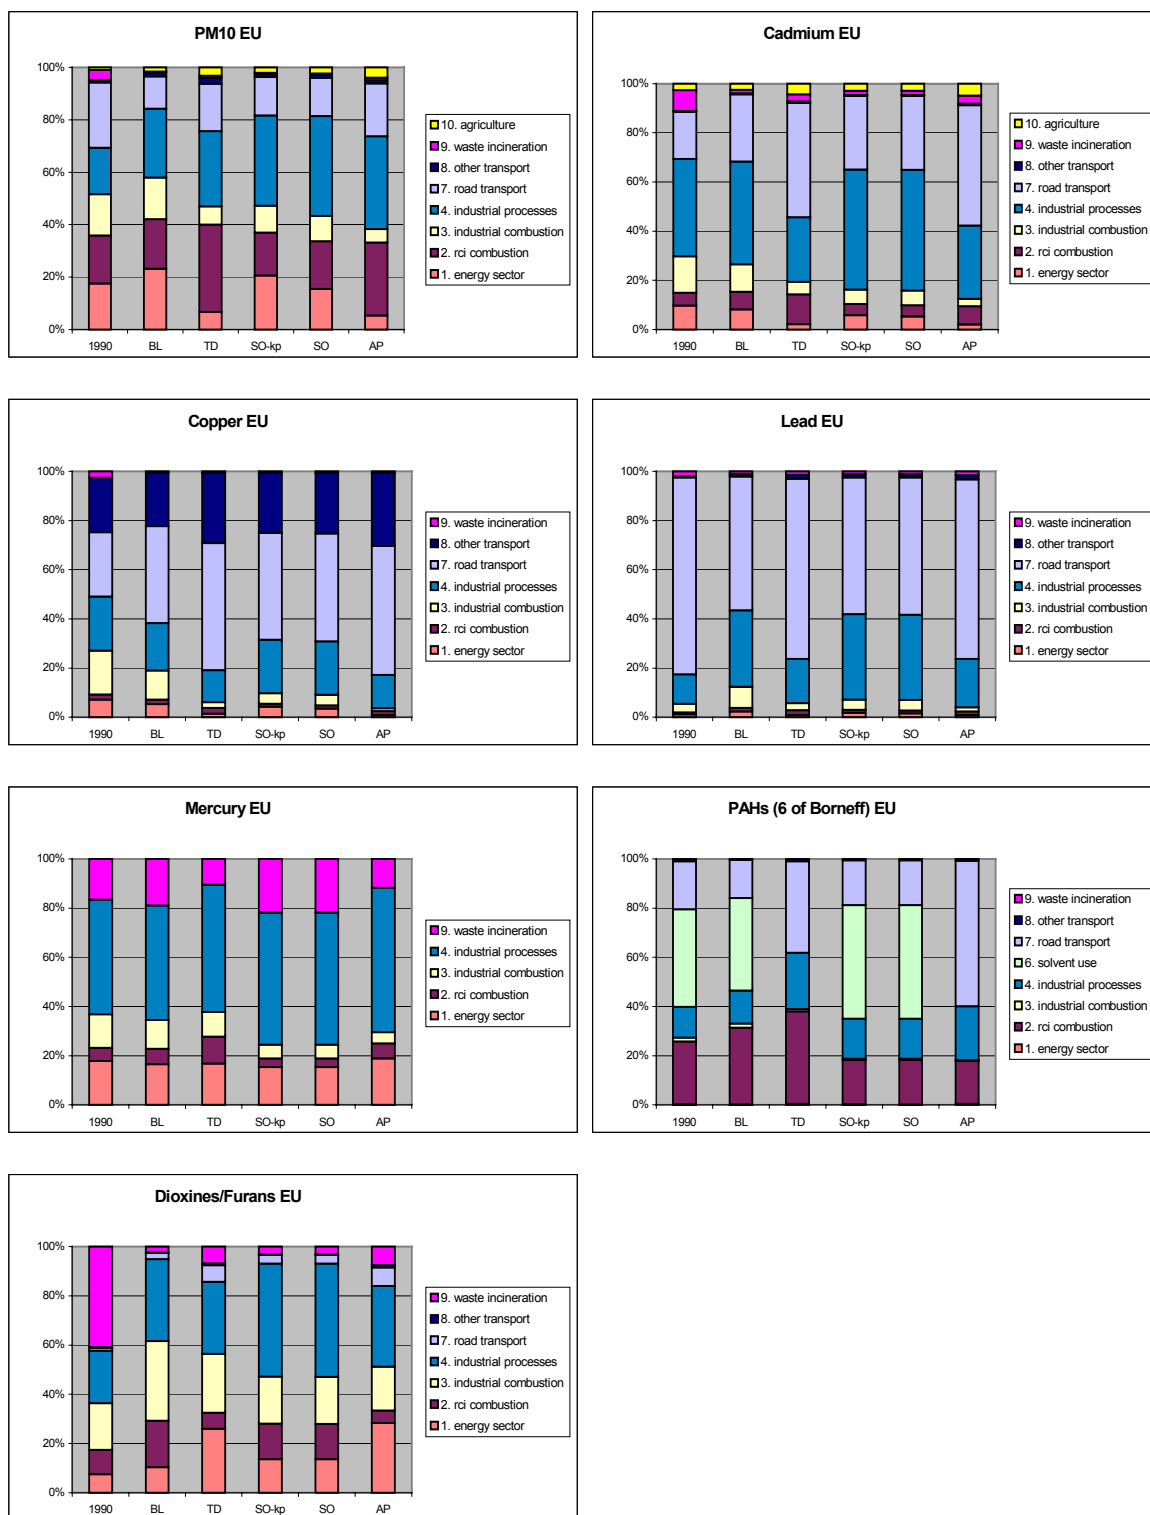 PM10 EU
100%
80%
60%
40%
20%
0%
1990 BL TD SO-kp SO AP
10. agriculture
9. waste incineration
8. other transport
7. road transport
4. industrial processes
3. industrial combustion
2. rci combustion
1. energy sector
Cadmium EU
100%
80%
60%
40%
20%
0%
1990 BL TD SO-kp SO AP
10. agriculture
9. waste incineration
8. other transport
7. road transport
4. industrial processes
3. industrial combustion
2. rci combustion
1. energy sector
Copper EU
100%
80%
60%
40%
20%
0%
1990 BL TD SO-kp SO AP
9. waste incineration
8. other transport
7. road transport
4. industrial processes
3. industrial combustion
2. rci combustion
1. energy sector
Lead EU
100%
80%
60%
40%
20%
0%
1990 BL TD SO-kp SO AP
9. waste incineration
8. other transport
7. road transport
4. industrial processes
3. industrial combustion
2. rci combustion
1. energy sector
Mercury EU
100%
80%
60%
40%
20%
0%
1990 BL TD SO-kp SO AP
9. waste incineration
4. industrial processes
3. industrial combustion
2. rci combustion
1. energy sector
PAHs (6 of Borneff) EU
100%
80%
60%
40%
20%
0%
1990 BL TD SO-kp SO AP
9. waste incineration
8. other transport
7. road transport
6. solvent use
4. industrial processes
3. industrial combustion
2. rci combustion
1. energy sector
Dioxines/Furans EU
100%
80%
60%
40%
20%
0%
1990 BL TD SO-kp SO AP
9. waste incineration
8. other transport
7. road transport
4. industrial processes
3. industrial combustion
2. rci combustion
1. energy sector